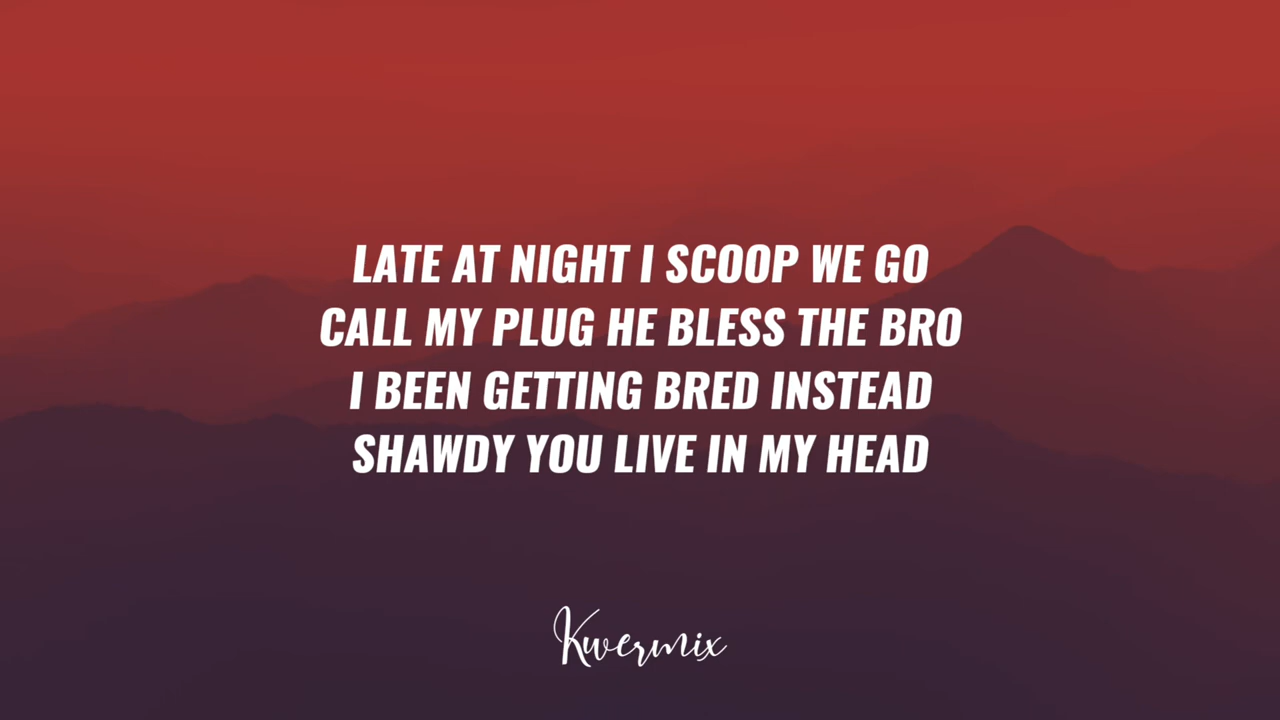 LATE AT NIGHT I SCOOP WE GO
CALL MY PLUG HE BLESS THE BRO
I BEEN GETTING BRED INSTEAD
SHAWDY YOU LIVE IN MY HEAD
Kwermix